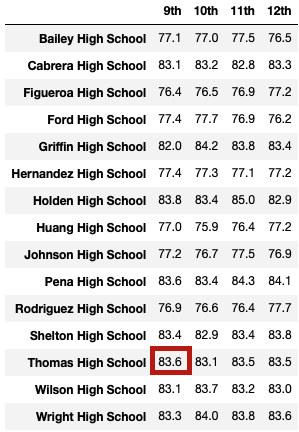 9th 10th 11th 12th
Bailey High School 77.1 77.0 77.5 76.5
Cabrera High School 83.1 83.2 82.8 83.3
Figueroa High School 76.4 76.5 76.9 77.2
Ford High School 77.4 77.7 76.9 76.2
Griffin High School 82.0 84.2 83.8 83.4
Hernandez High School 77.4 77.3 77.1 77.2
Holden High School 83.8 83.4 85.0 82.9
Huang High School 77.0 75.9 76.4 77.2
Johnson High School 77.2 76.7 77.5 76.9
Pena High School 83.6 83.4 84.3 84.1
Rodriguez High School 76.9 76.6 76.4 77.7
Shelton High School 83.4 82.9 83.4 83.8
Thomas High School 83.6 83.1 83.5 83.5
Wilson High School 83.1 83.7 83.2 83.0
Wright High School 83.3 84.0 83.8 83.6